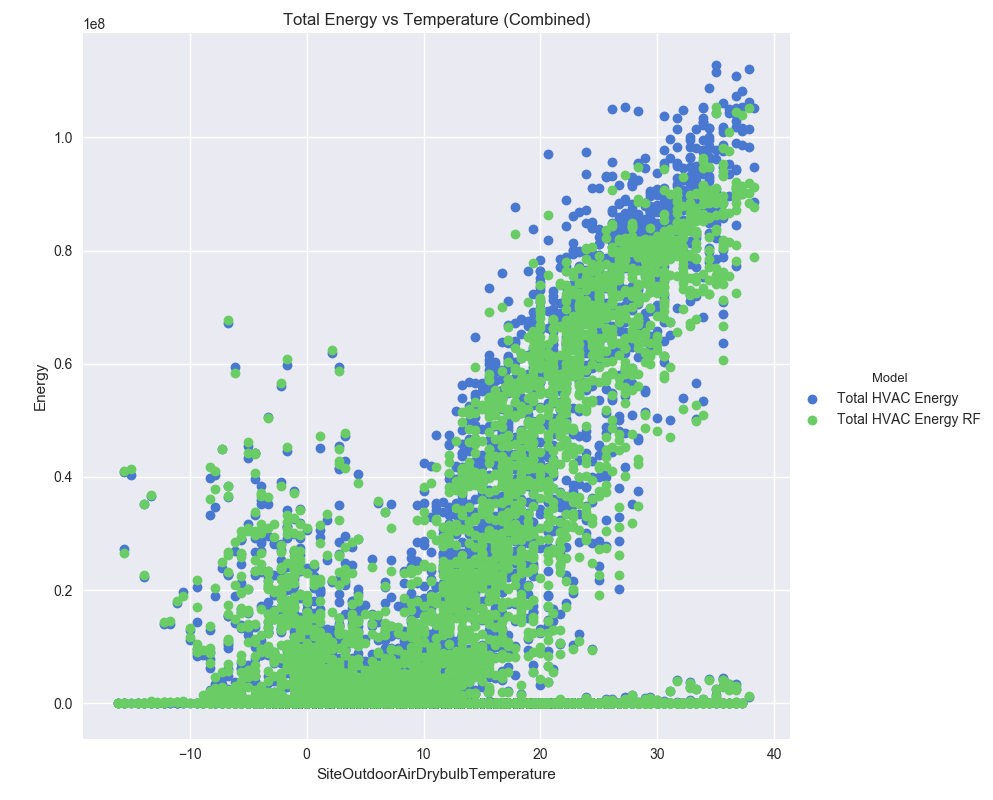 Total Energy vs Temperature (Combined)
1e8
1.0
0.8
0.6
0.4
0.2
0.0
Energy
−10 0 10 20 30 40
SiteOutdoorAirDrybulbTemperature
Model
Total HVAC Energy
Total HVAC Energy RF